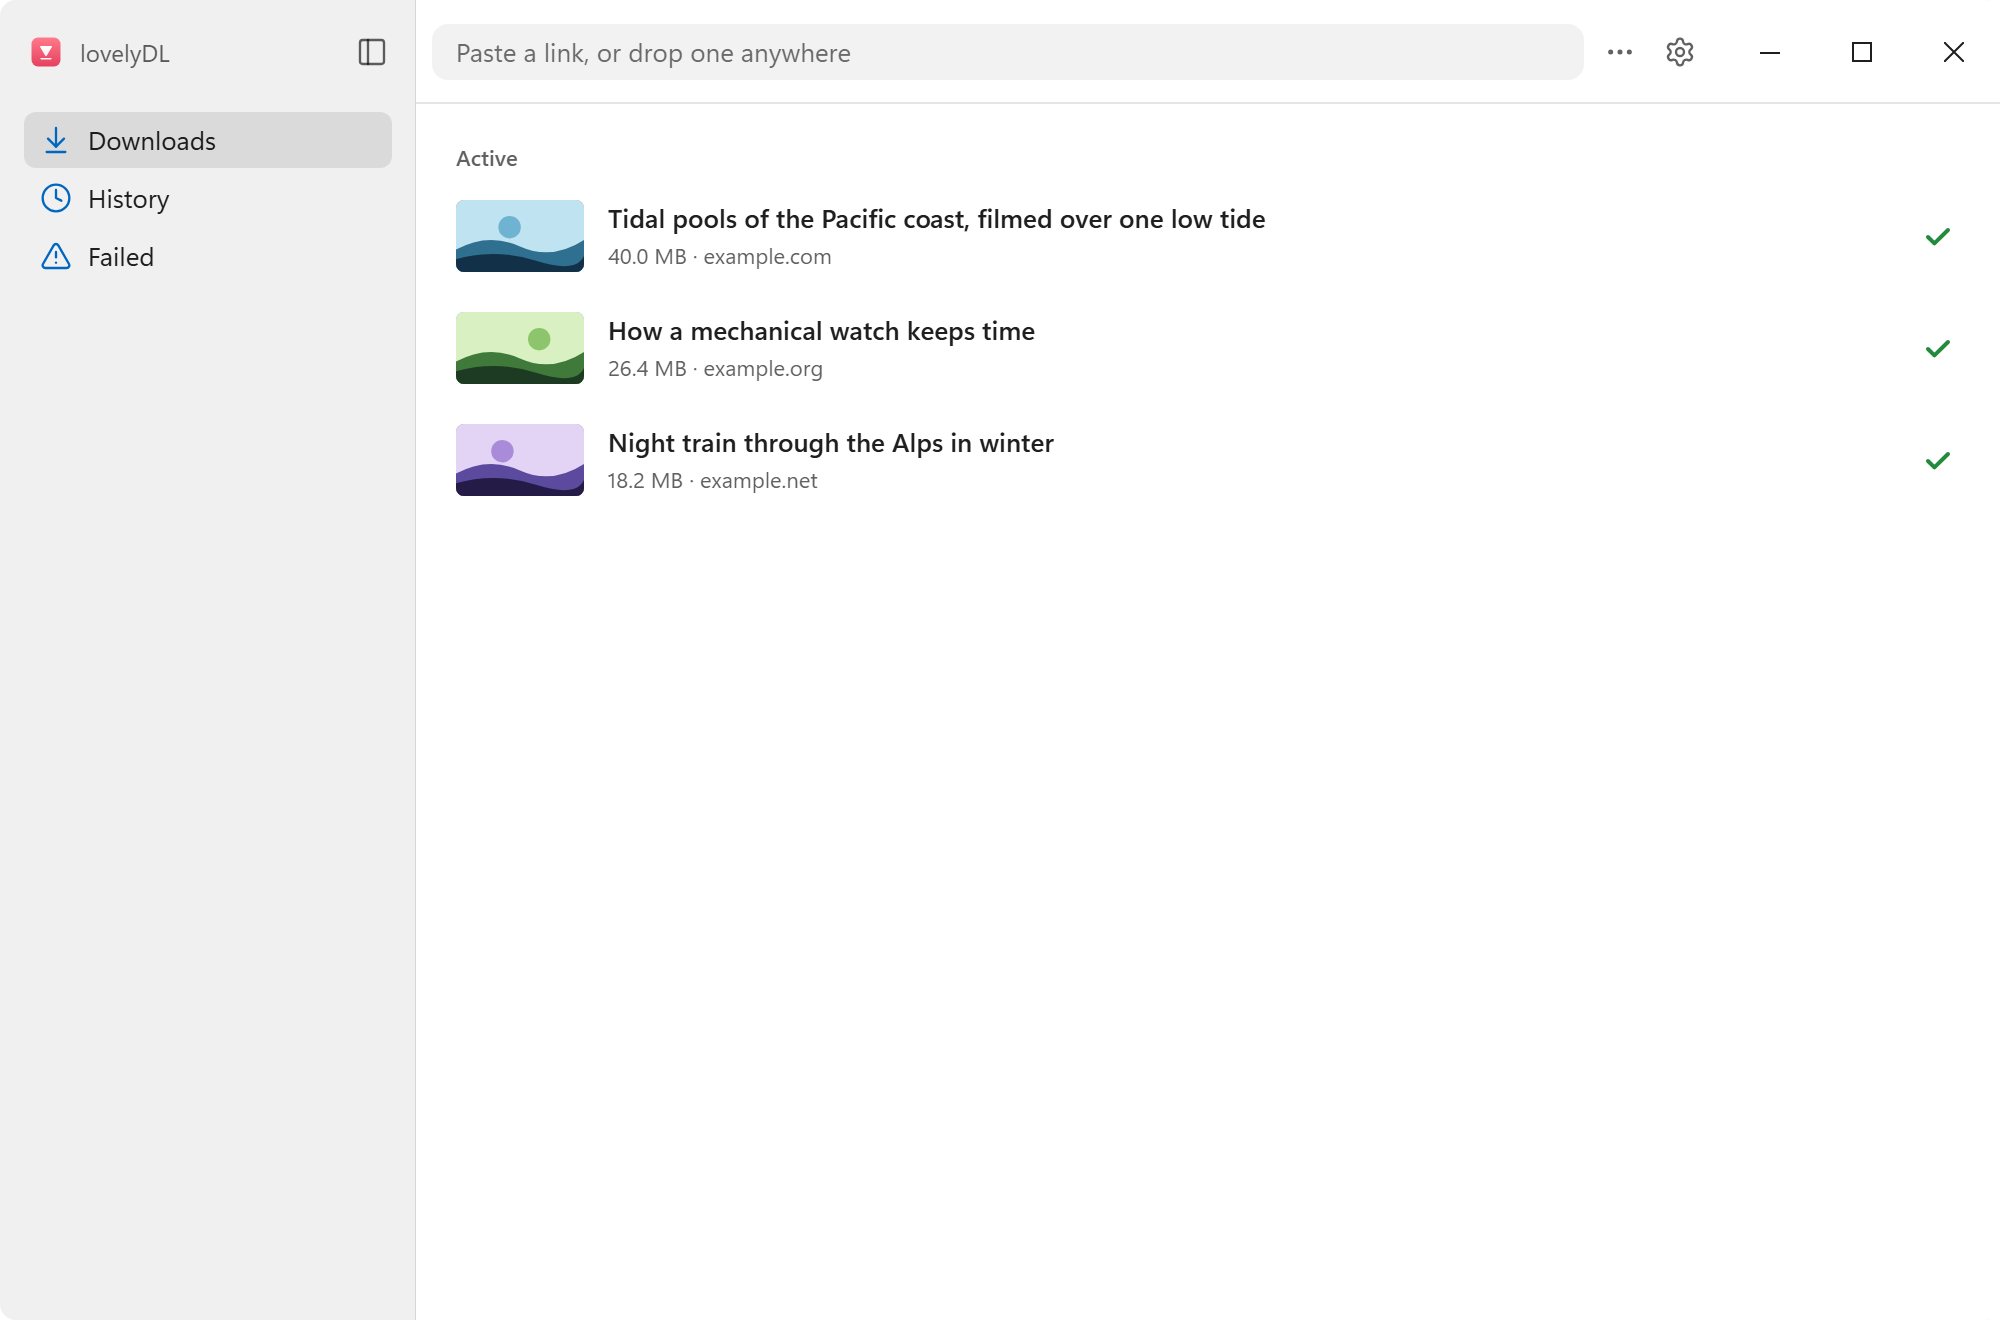 lovelyDL
Paste a link, or drop one anywhere
Downloads
History
Failed
Active
Tidal pools of the Pacific coast, filmed over one low tide
40.0 MB · example.com
How a mechanical watch keeps time
26.4 MB · example.org
Night train through the Alps in winter
18.2 MB · example.net